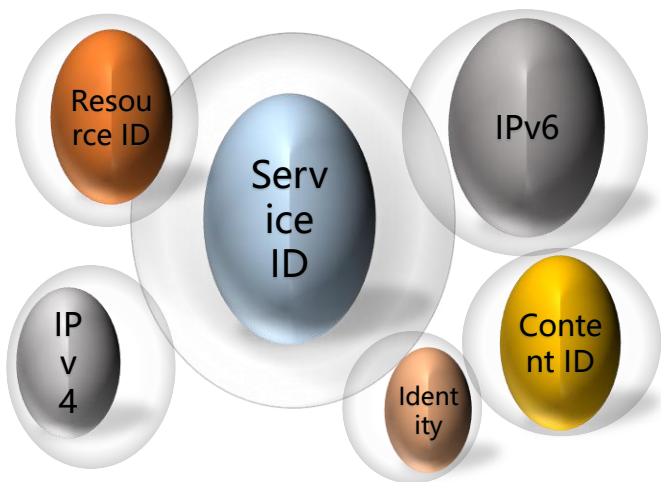 Resou
rce ID
Serv
ice
ID
IPv6
IP
v
4
Ident
ity
Conte
nt ID